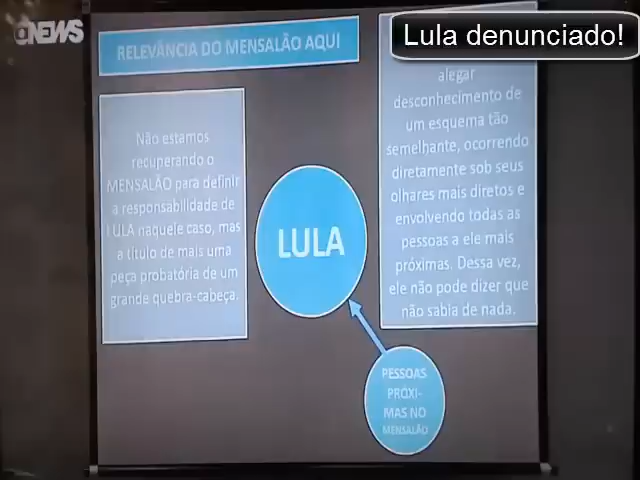 NEWS
Lula denunciado!
RELEVÂNCIA DO MENSALÃO AQUI
Não estamos
recuperando o
MENSALÃO para definir
a responsabilidade de
LULA naquele caso, mas
a título de mais uma
peça probatória de um
grande quebra-cabeça.
LULA
alegar
desconhecimento de
um esquema tão
semelhante, ocorrendo
diretamente sob seus
olhares mais diretos e
envolvendo todas as
pessoas a ele mais
próximas. Dessa vez,
ele não pode dizer que
não sabia de nada.
PESSOAS
PRÓXI-
MAS NO
MENSALÃO